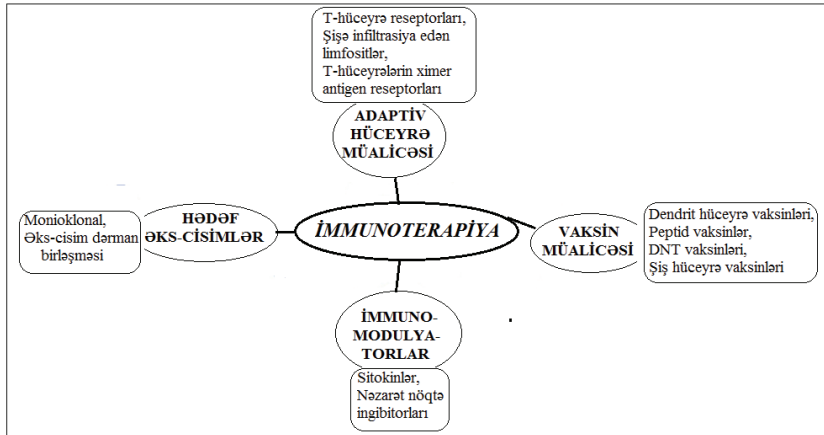 T-hüceyrə reseptorları,
Şişə infiltrasiya edən
limfositlər,
T-hüceyrələrin ximer
antigen reseptorları
ADAPTİV
HÜCEYRƏ
MÜALİCƏSİ
Monioklonal,
Əks-cisim dərman
birləşməsi
HƏDƏF
ƏKS-CİSİMLƏR
İMMUNOTERAPİYA
VAKSİN
MÜALİCƏSİ
Dendrit hüceyrə vaksinləri,
Peptid vaksinlər,
DNT vaksinləri,
Şiş hüceyrə vaksinləri
İMMUNO-
MODULYA-
TORLAR
Sitokinlər,
Nəzarət nöqtə
ingibitorları